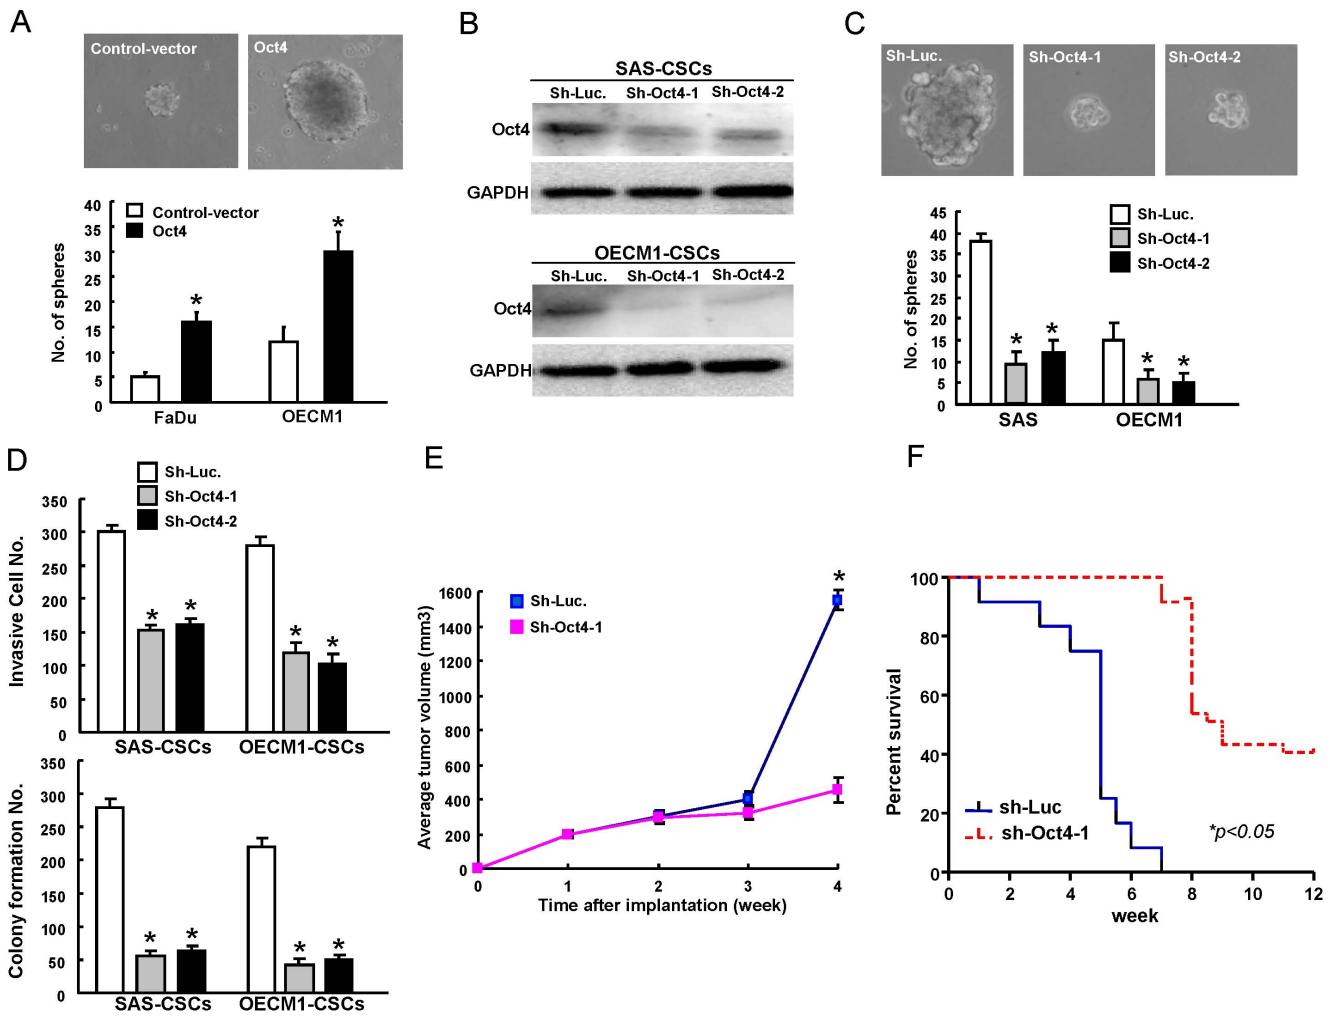 A
Control-vector
Oct4
40
35
30
25
20
15
10
5
0
No. of spheres
Control-vector
Oct4
*
*
FaDu
OECM1
B
SAS-CSCs
Sh-Luc.
Sh-Oct4-1
Sh-Oct4-2
Oct4
GAPDH
OECM1-CSCs
Sh-Luc.
Sh-Oct4-1
Sh-Oct4-2
Oct4
GAPDH
C
Sh-Luc.
Sh-Oct4-1
Sh-Oct4-2
45
40
35
30
25
20
15
10
5
0
No. of spheres
Sh-Luc.
Sh-Oct4-1
Sh-Oct4-2
*
*
*
*
SAS
OECM1
D
Sh-Luc.
Sh-Oct4-1
Sh-Oct4-2
350
300
250
200
150
100
50
0
Invasive Cell No.
*
*
*
*
SAS-CSCs
OECM1-CSCs
350
300
250
200
150
100
50
0
Colony formation No.
*
*
*
*
SAS-CSCs
OECM1-CSCs
E
1600
1400
1200
1000
800
600
400
200
0
Average tumor volume (mm3)
Sh-Luc.
Sh-Oct4-1
*
0
1
2
3
4
Time after implantation (week)
F
100
80
60
40
20
0
Percent survival
sh-Luc
sh-Oct4-1
*p<0.05
0
2
4
6
8
10
12
week